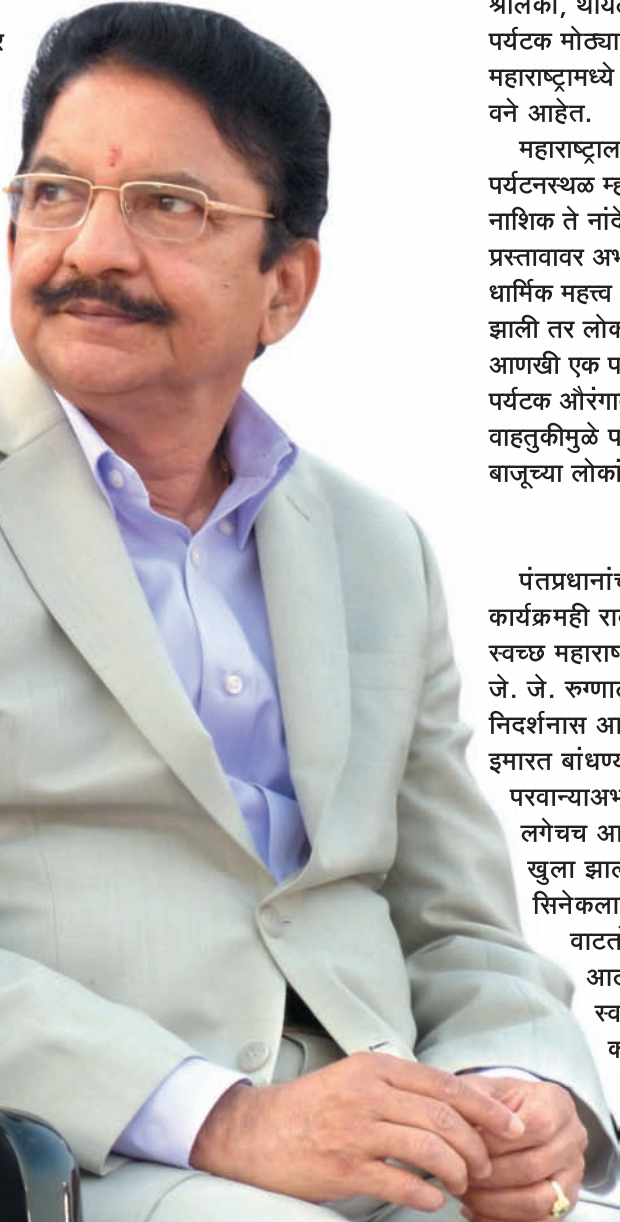 र
श्रीलंका,
पर्यटक मोठ्या
महाराष्ट्रामध्ये
वने आहेत.
महाराष्ट्राल
पर्यटनस्थळ म्ह
नाशिक ते नांदे
प्रस्तावावर अभ
धार्मिक महत्त्व
झाली तर लोक
आणखी एक प
पर्यटक औरंगा
वाहतुकीमुळे प
बाजूच्या लोकां
पंतप्रधानांच
कार्यक्रमही रा
स्वच्छ महाराष्
जे. जे. रुग्णाल
निदर्शनास आ
इमारत बांधण्य
परवान्याअभ
लगेचच आ
खुला झाल
सिनेकला
वाटत
आट
स्व
क